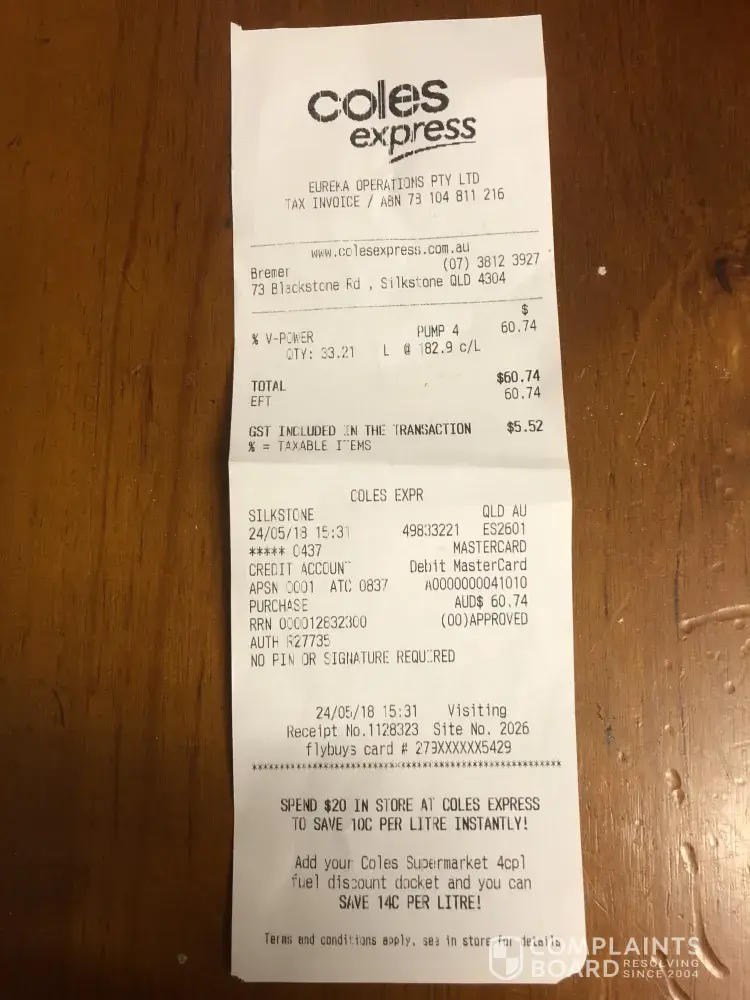 coles
express
EUREKA OPERATIONS PTY LTD
TAX INVOICE / ABN 73 104 811 216
www.colesexpress.com.au
Bremer (07) 3812 3927
73 Blackstone Rd , Silkstone QLD 4304
$
% V-POWER PUMP 4 60.74
QTY: 33.21 L @ 182.9 c/L
TOTAL $60.74
EFT 60.74
GST INCLUDED IN THE TRANSACTION $5.52
% = TAXABLE ITEMS
COLES EXPR
SILKSTONE QLD AU
24/05/18 15:31 49833221 ES2601
***** 0437 MASTERCARD
CREDIT ACCOUNT Debit MasterCard
APSN 0001 ATC 0837 A0000000041010
PURCHASE AUD$ 60.74
RRN 000012832300 (00)APPROVED
AUTH R27735
NO PIN OR SIGNATURE REQUIRED
24/05/18 15:31 Visiting
Receipt No.1128323 Site No. 2026
flybuys card # 279XXXXXX5429
SPEND $20 IN STORE AT COLES EXPRESS
TO SAVE 10C PER LITRE INSTANTLY!
Add your Coles Supermarket 4cpl
fuel discount docket and you can
SAVE 14C PER LITRE!
Terms and conditions apply, see in store for details
COMPLAINTS
BOARD RESOLVING
SINCE 2004